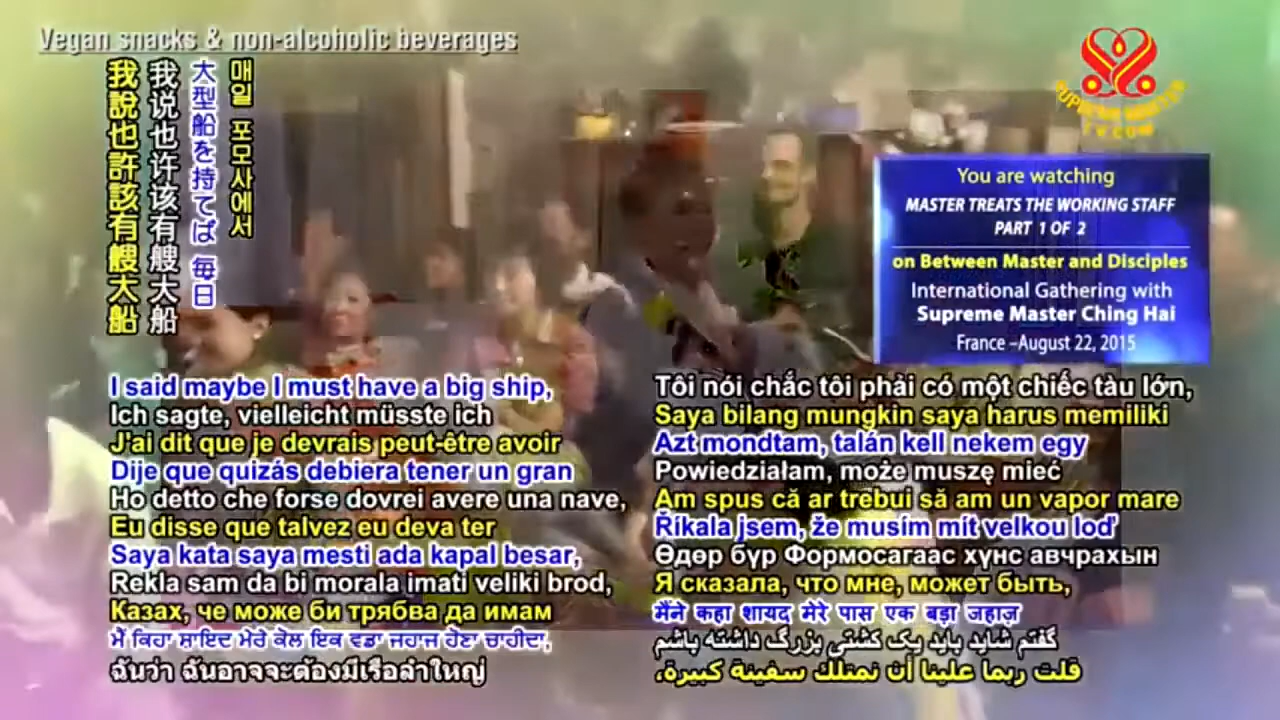 Vegan snacks & non-alcoholic beverages
매일 포모사에서
大型船を持てば 毎日
我说也许该有艘大船
我說也許該有艘大船
SUPREME MASTER
TV.COM
You are watching
MASTER TREATS THE WORKING STAFF
PART 1 OF 2
on Between Master and Disciples
International Gathering with
Supreme Master Ching Hai
France –August 22, 2015
I said maybe I must have a big ship,
Ich sagte, vielleicht müsste ich
J'ai dit que je devrais peut-être avoir
Dije que quizás debiera tener un gran
Ho detto che forse dovrei avere una nave,
Eu disse que talvez eu deva ter
Saya kata saya mesti ada kapal besar,
Rekla sam da bi morala imati veliki brod,
Казах, че може би трябва да имам
ਮੈਂ ਕਿਹਾ ਸ਼ਾਇਦ ਮੇਰੇ ਕੋਲ ਇਕ ਵਡਾ ਜਹਾਜ ਹੋਣਾ ਚਾਹੀਦਾ,
ฉันว่า ฉันอาจจะต้องมีเรือลำใหญ่
Tôi nói chắc tôi phải có một chiếc tàu lớn,
Saya bilang mungkin saya harus memiliki
Azt mondtam, talán kell nekem egy
Powiedziałam, może muszę mieć
Am spus că ar trebui să am un vapor mare
Říkala jsem, že musím mít velkou loď
Өдөр бүр Формосагаас хүнс авчрахын
Я сказала, что мне, может быть,
मैंने कहा शायद मेरे पास एक बड़ा जहाज़
گفتم شاید باید یک کشتی بزرگ داشته باشم
قلت ربما علينا أن نمتلك سفينة كبيرة،